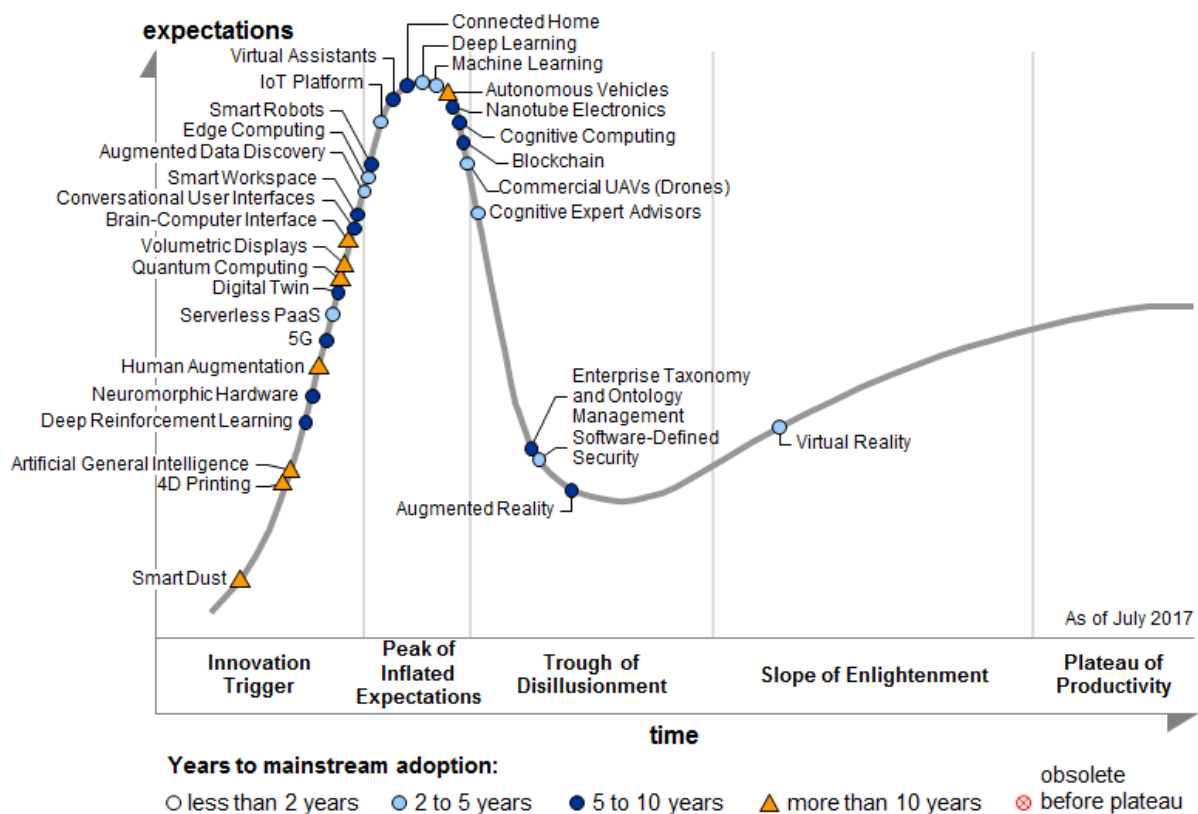 expectations
Connected Home
Deep Learning
Virtual Assistants
Machine Learning
IoT Platform
Autonomous Vehicles
Smart Robots
Nanotube Electronics
Edge Computing
Cognitive Computing
Augmented Data Discovery
Blockchain
Smart Workspace
Commercial UAVs (Drones)
Conversational User Interfaces
Cognitive Expert Advisors
Brain-Computer Interface
Volumetric Displays
Quantum Computing
Digital Twin
Serverless PaaS
5G
Human Augmentation
Neuromorphic Hardware
Deep Reinforcement Learning
Artificial General Intelligence
4D Printing
Smart Dust
Enterprise Taxonomy
and Ontology
Management
Software-Defined
Security
Augmented Reality
Virtual Reality
As of July 2017
Innovation
Trigger
Peak of
Inflated
Expectations
Trough of
Disillusionment
Slope of Enlightenment
Plateau of
Productivity
time
Years to mainstream adoption:
less than 2 years
2 to 5 years
5 to 10 years
more than 10 years
obsolete
before plateau